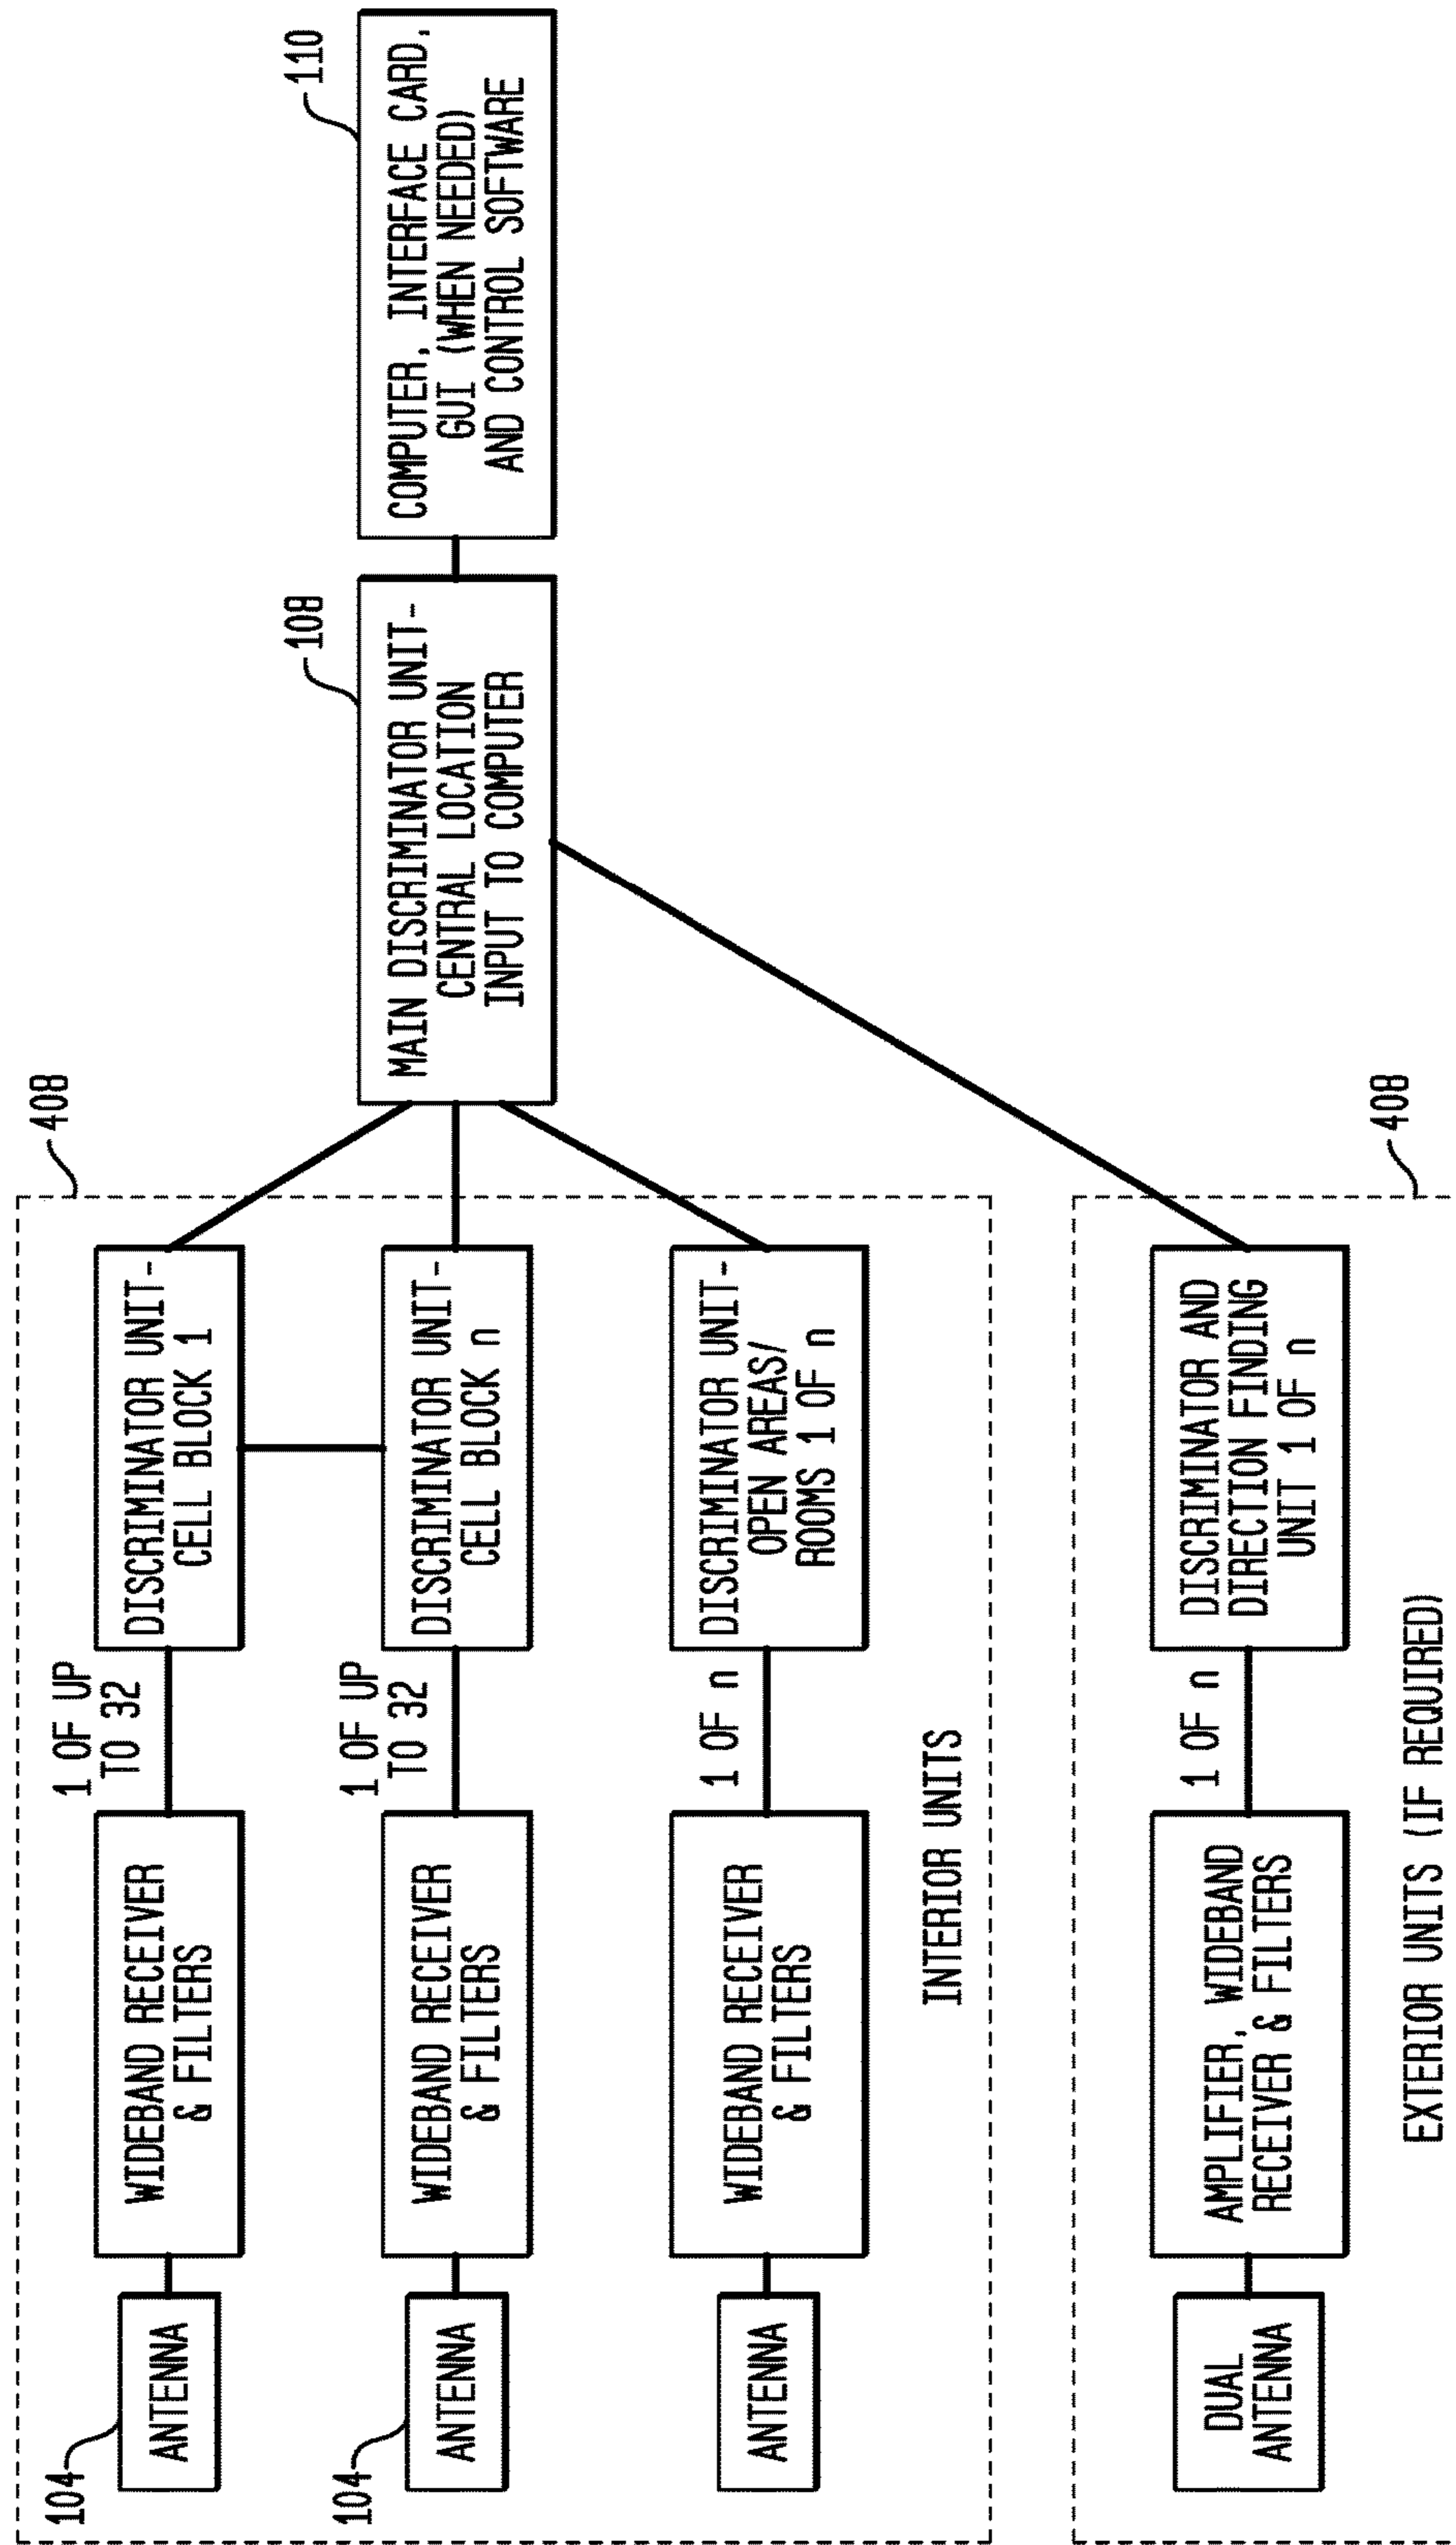 104
ANTENNA
WIDEBAND RECEIVER
& FILTERS
1 OF UP
TO 32
DISCRIMINATOR UNIT-
CELL BLOCK 1
408
104
ANTENNA
WIDEBAND RECEIVER
& FILTERS
1 OF UP
TO 32
DISCRIMINATOR UNIT-
CELL BLOCK n
ANTENNA
WIDEBAND RECEIVER
& FILTERS
1 OF n
DISCRIMINATOR UNIT-
OPEN AREAS/
ROOMS 1 OF n
INTERIOR UNITS
108
MAIN DISCRIMINATOR UNIT-
CENTRAL LOCATION
INPUT TO COMPUTER
110
COMPUTER, INTERFACE CARD,
GUI (WHEN NEEDED)
AND CONTROL SOFTWARE
DUAL
ANTENNA
AMPLIFIER, WIDEBAND
RECEIVER & FILTERS
1 OF n
DISCRIMINATOR AND
DIRECTION FINDING
UNIT 1 OF n
408
EXTERIOR UNITS (IF REQUIRED)